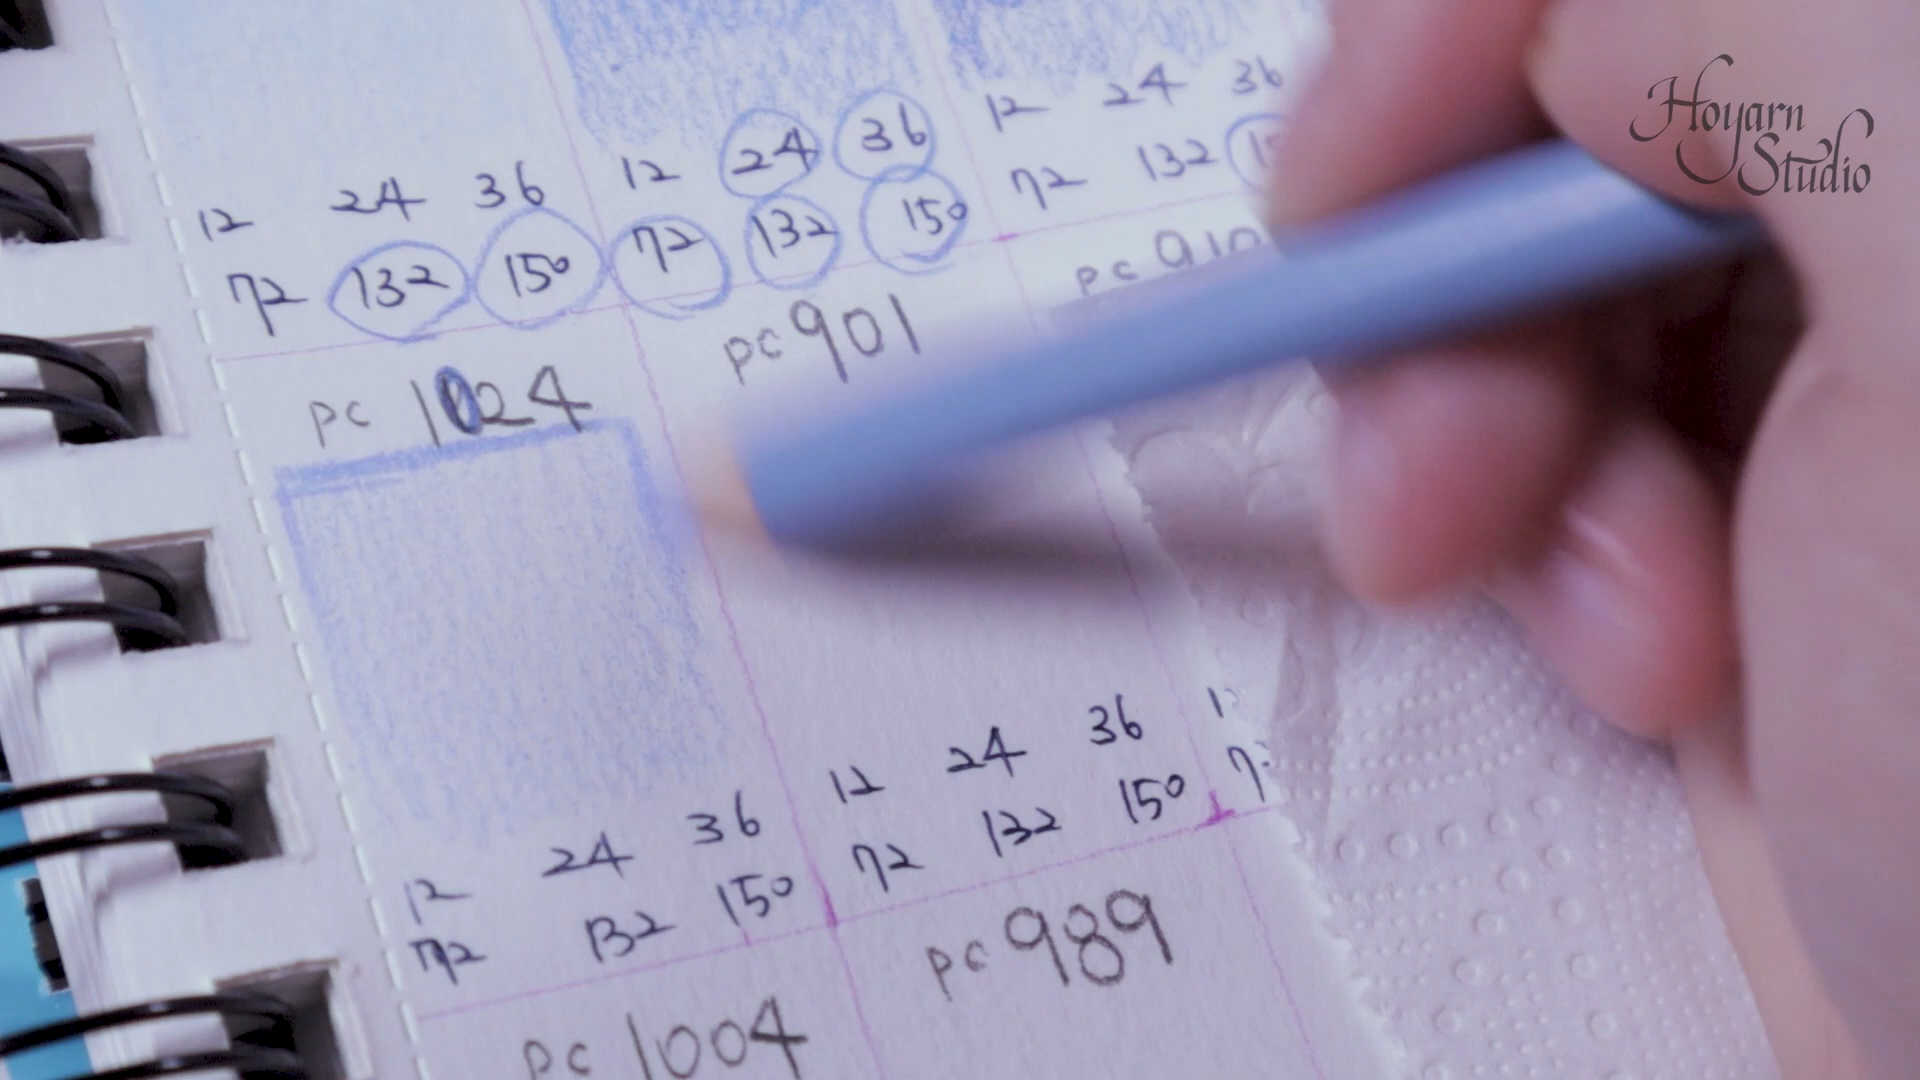 Hoyarn
Studio
12 24 36
72 132 150
12 24 36
72 132 150
12 24 36
72 132
pc 1024
pc 901
pc
12 24 36
72 132 150
12 24 36
72 132 150
pc 1004
pc 989